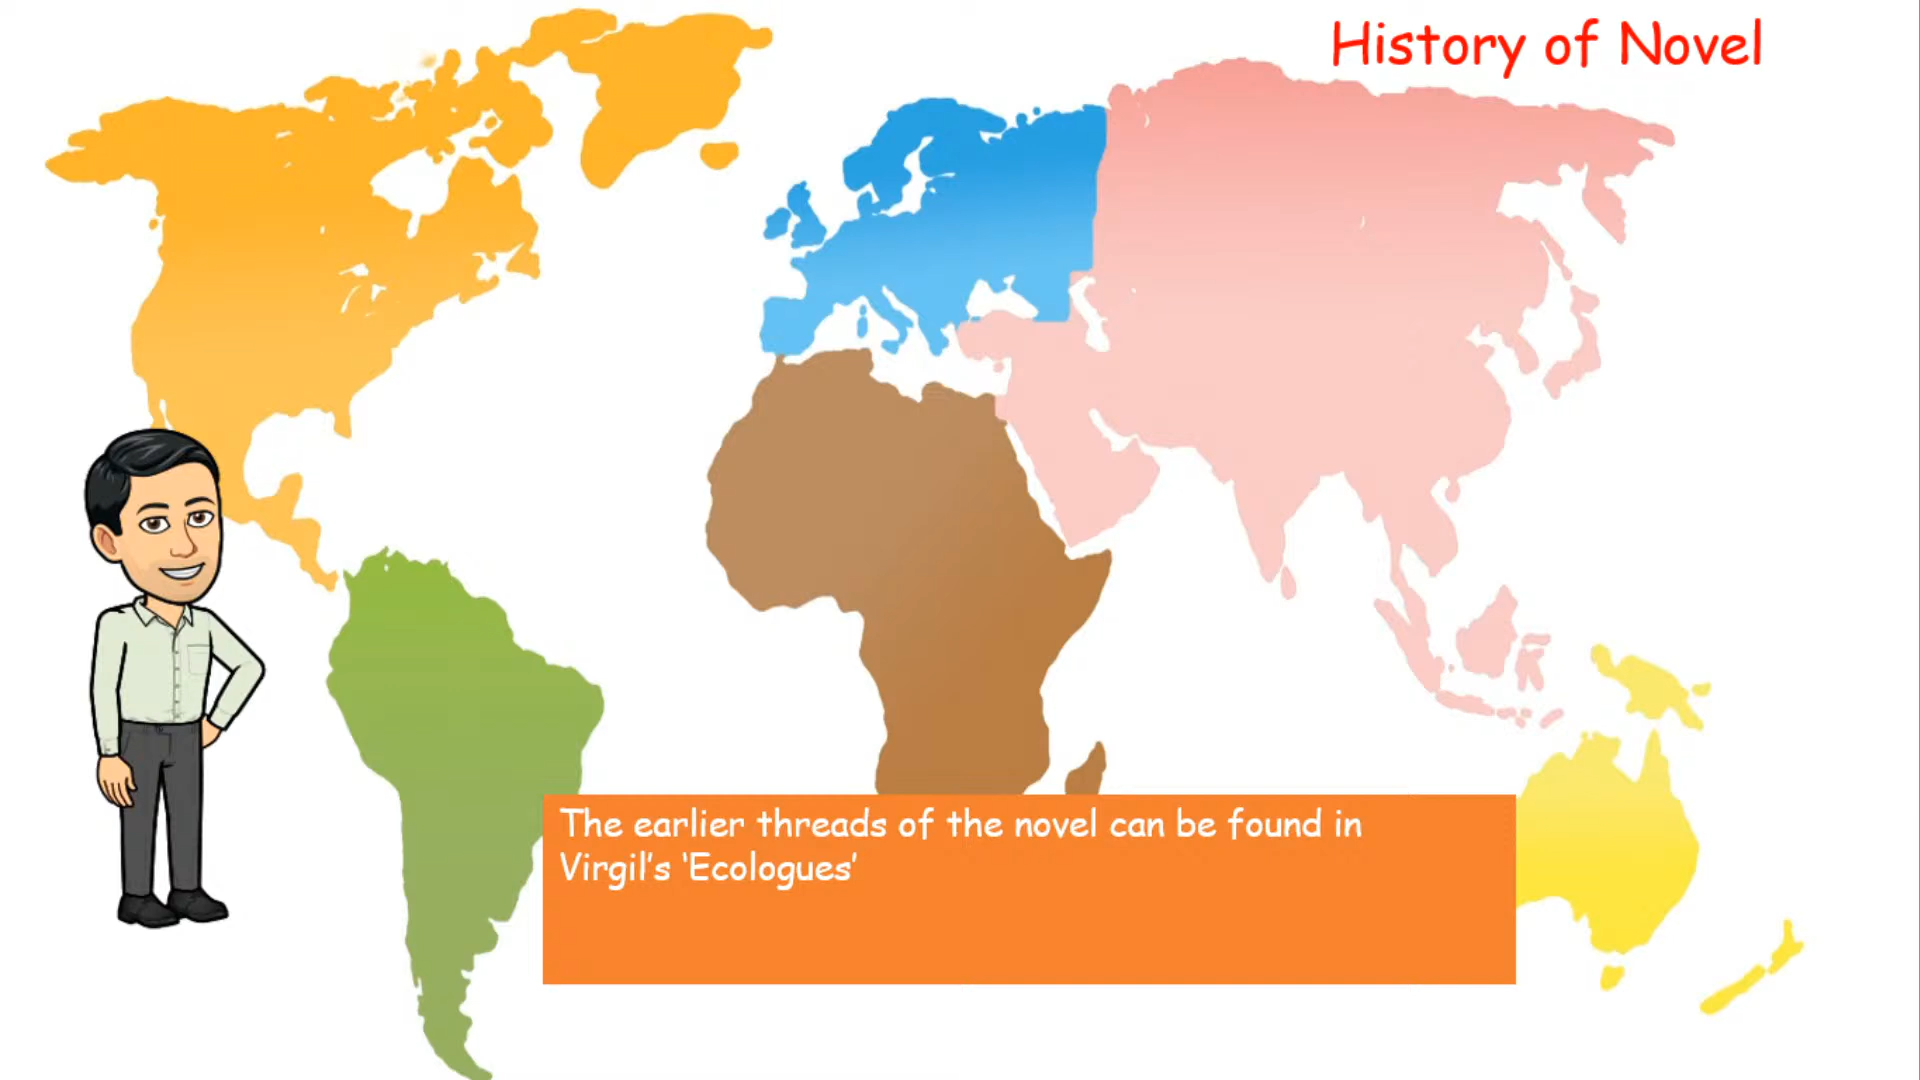 History of Novel
The earlier threads of the novel can be found in
Virgil's 'Ecologues'